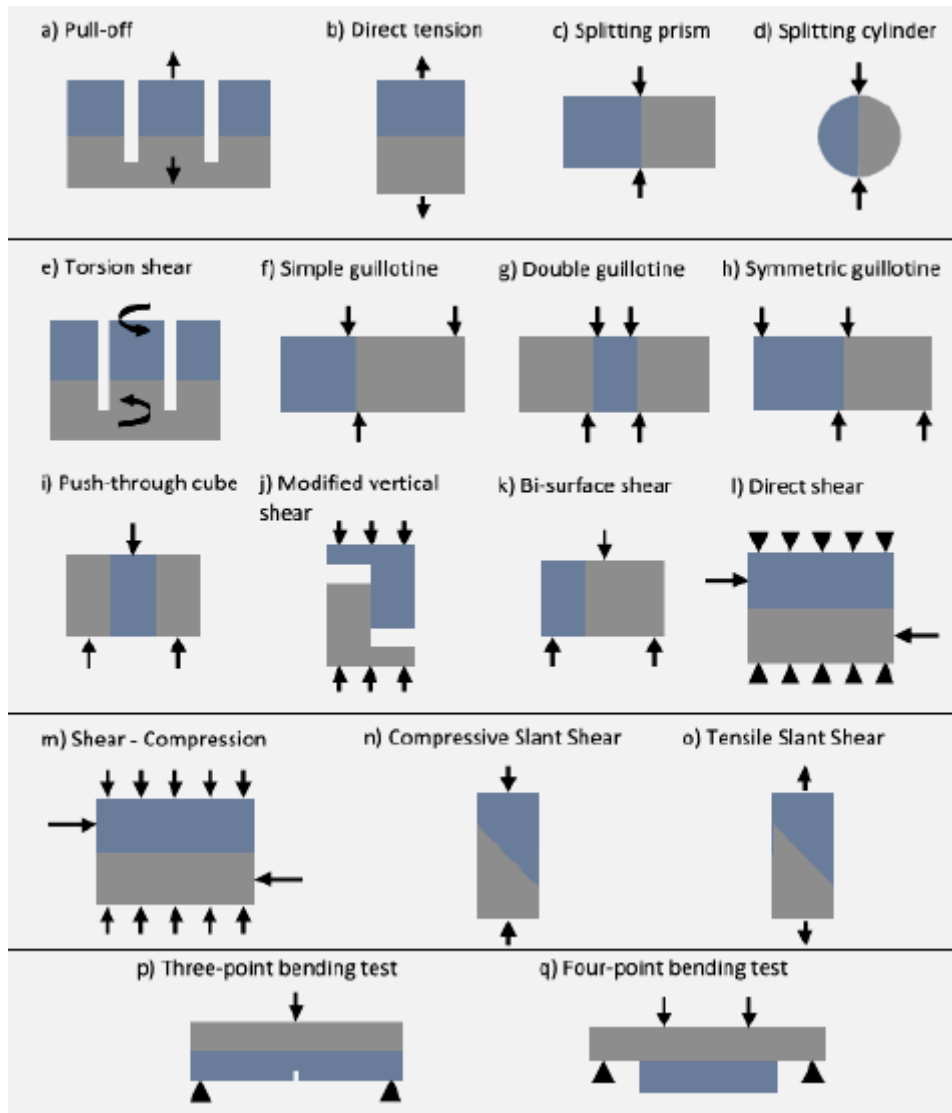 a) Pull-off
b) Direct tension
c) Splitting prism
d) Splitting cylinder
e) Torsion shear
f) Simple guillotine
g) Double guillotine
h) Symmetric guillotine
i) Push-through cube
j) Modified vertical
shear
k) Bi-surface shear
l) Direct shear
m) Shear - Compression
n) Compressive Slant Shear
o) Tensile Slant Shear
p) Three-point bending test
q) Four-point bending test